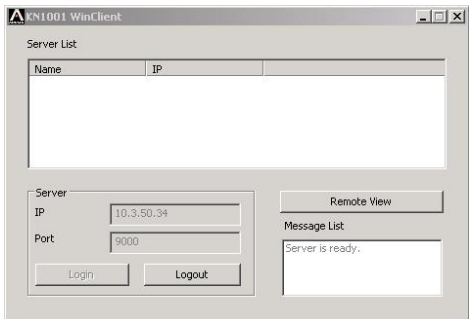 KN1001 WinClient
Server List
Name IP
Server
IP 10.3.50.34
Port 9000
Login Logout
Remote View
Message List
Server is ready.